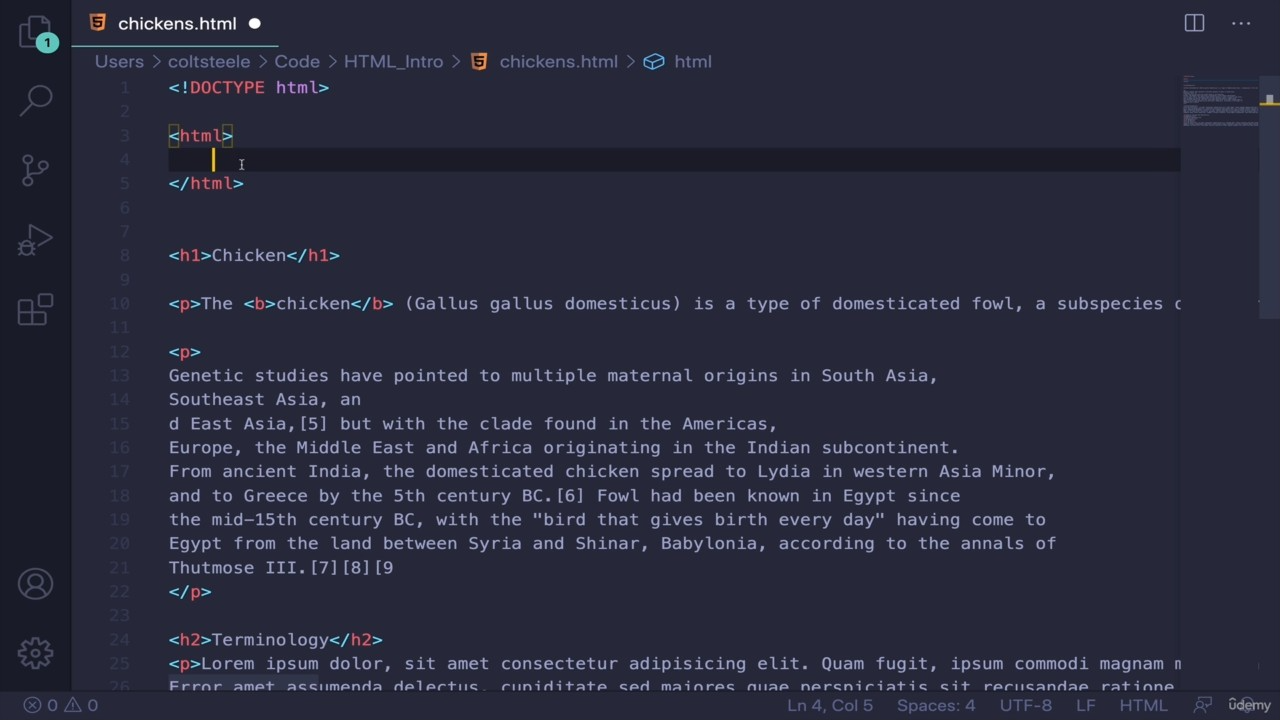 chickens.html
1
Users > coltsteele > Code > HTML_Intro > chickens.html > html
1 <!DOCTYPE html>
2
3 <html>
4
5 </html>
6
7
8 <h1>Chicken</h1>
9
10 <p>The <b>chicken</b> (Gallus gallus domesticus) is a type of domesticated fowl, a subspecies
11
12 <p>
13 Genetic studies have pointed to multiple maternal origins in South Asia,
14 Southeast Asia, an
15 d East Asia,[5] but with the clade found in the Americas,
16 Europe, the Middle East and Africa originating in the Indian subcontinent.
17 From ancient India, the domesticated chicken spread to Lydia in western Asia Minor,
18 and to Greece by the 5th century BC.[6] Fowl had been known in Egypt since
19 the mid-15th century BC, with the "bird that gives birth every day" having come to
20 Egypt from the land between Syria and Shinar, Babylonia, according to the annals of
21 Thutmose III.[7][8][9
22 </p>
23
24 <h2>Terminology</h2>
25 <p>Lorem ipsum dolor, sit amet consectetur adipisicing elit. Quam fugit, ipsum commodi magnam
26 Error amet assumenda delectus, cupiditate sed maiores quae perspiciatis sit recusandae ratione
0 0 Ln 4, Col 5 Spaces: 4 UTF-8 LF HTML
udemy